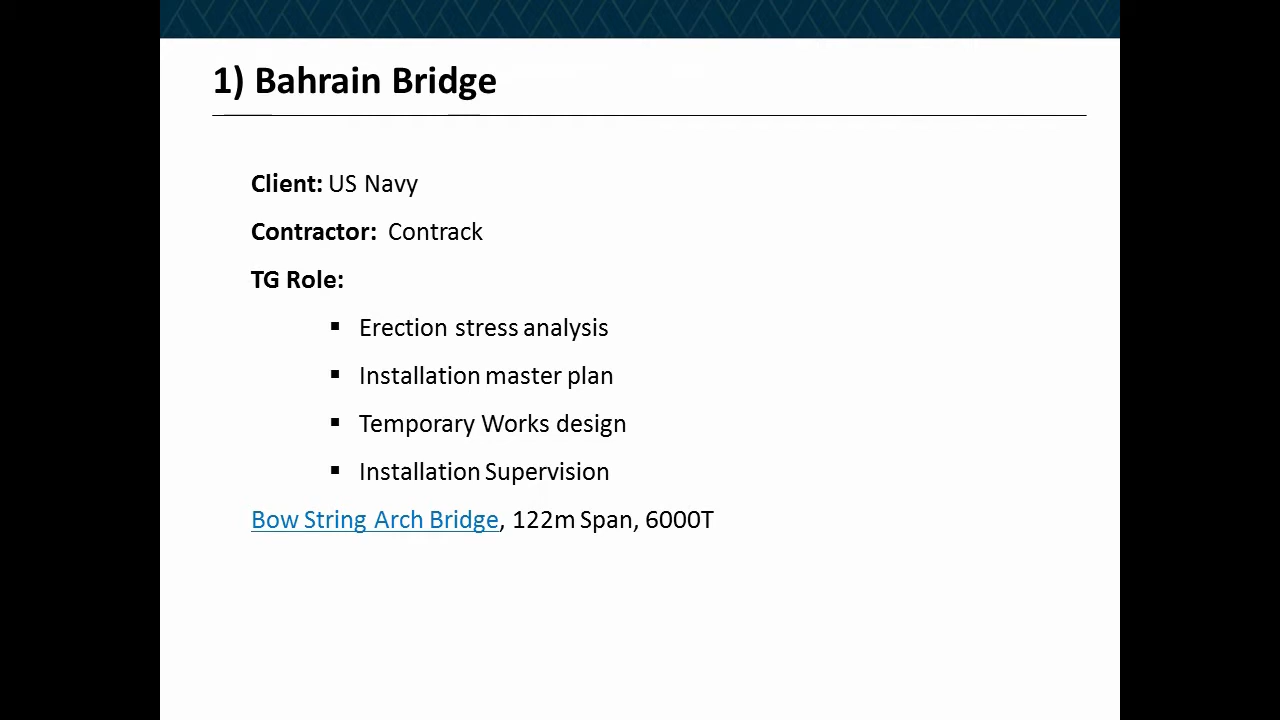 1) Bahrain Bridge
Client: US Navy
Contractor: Contrack
TG Role:
▪ Erection stress analysis
▪ Installation master plan
▪ Temporary Works design
▪ Installation Supervision
Bow String Arch Bridge, 122m Span, 6000T